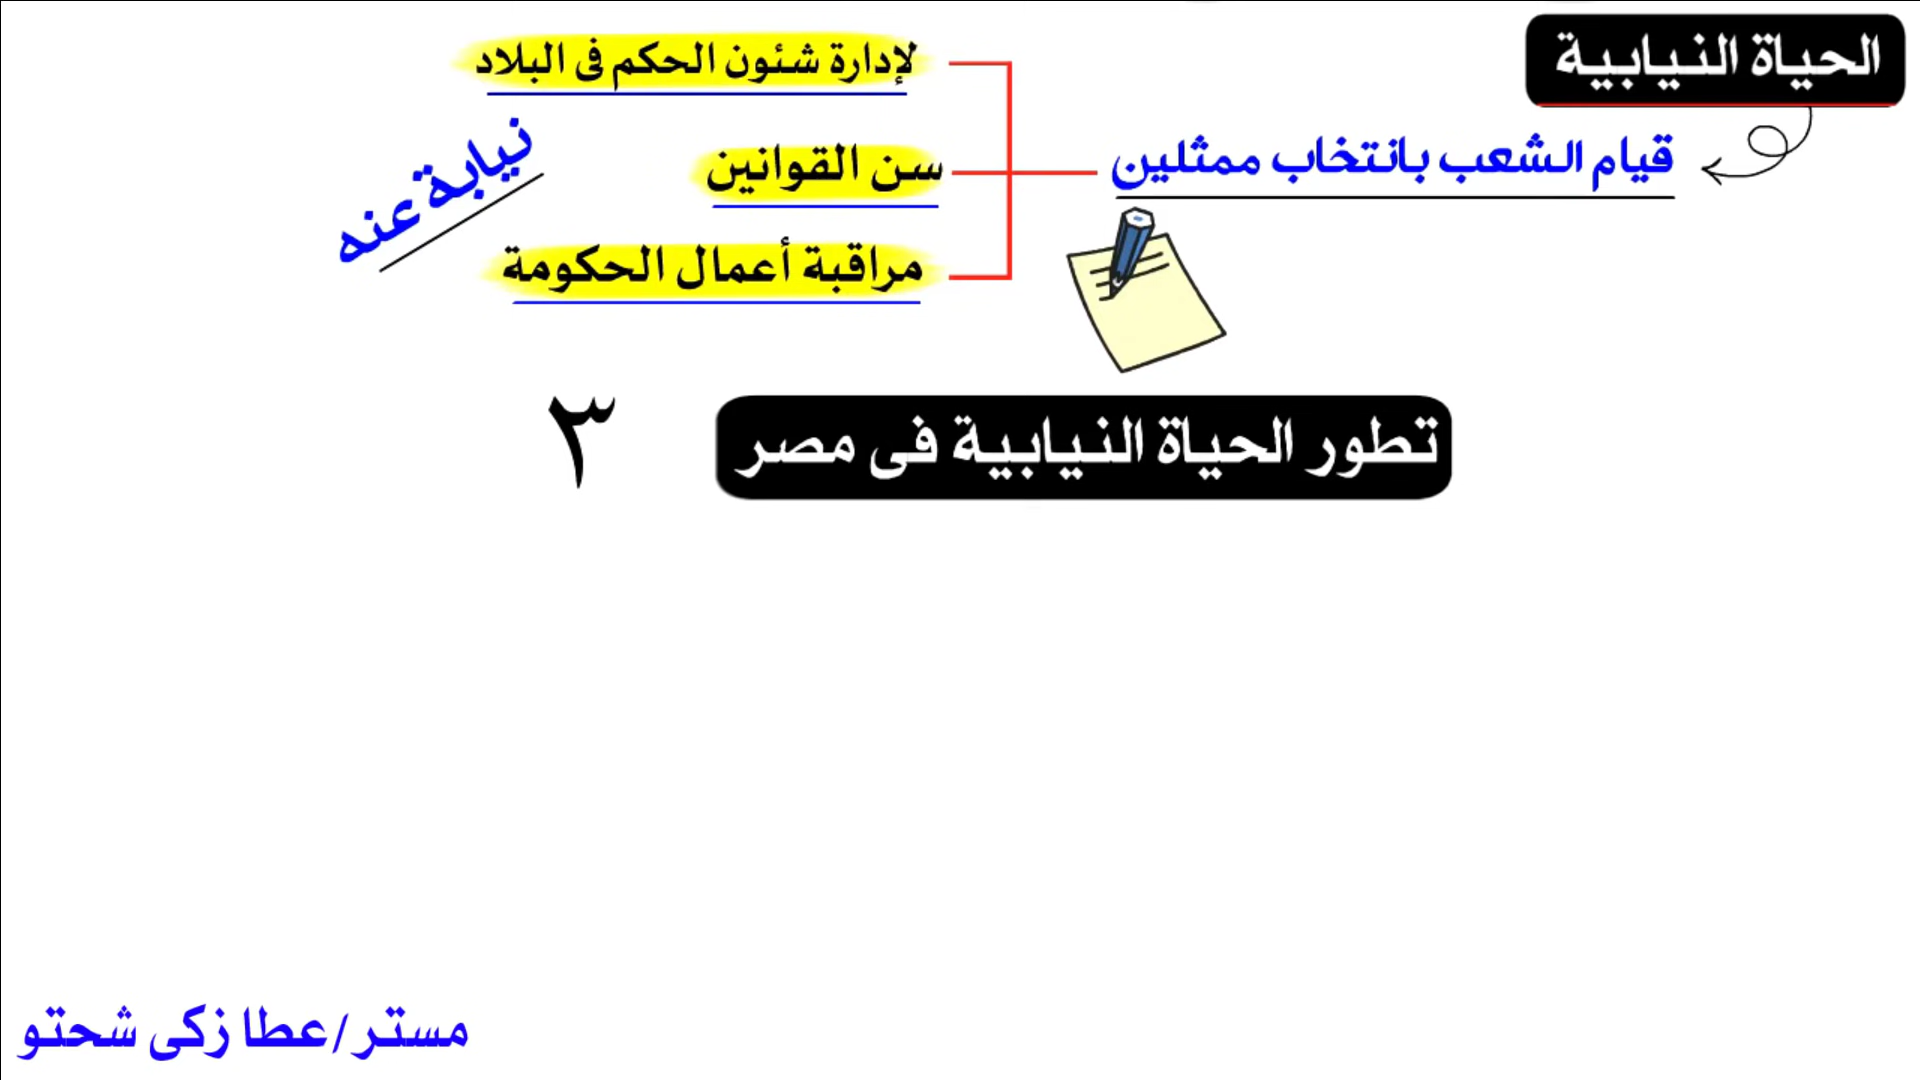 الحياة النيابية
قيام الشعب بانتخاب ممثلين
لإدارة شئون الحكم فى البلاد
سن القوانين
مراقبة أعمال الحكومة
نيابة عنه
تطور الحياة النيابية فى مصر ٣
مستر/عطا زكى شحتو